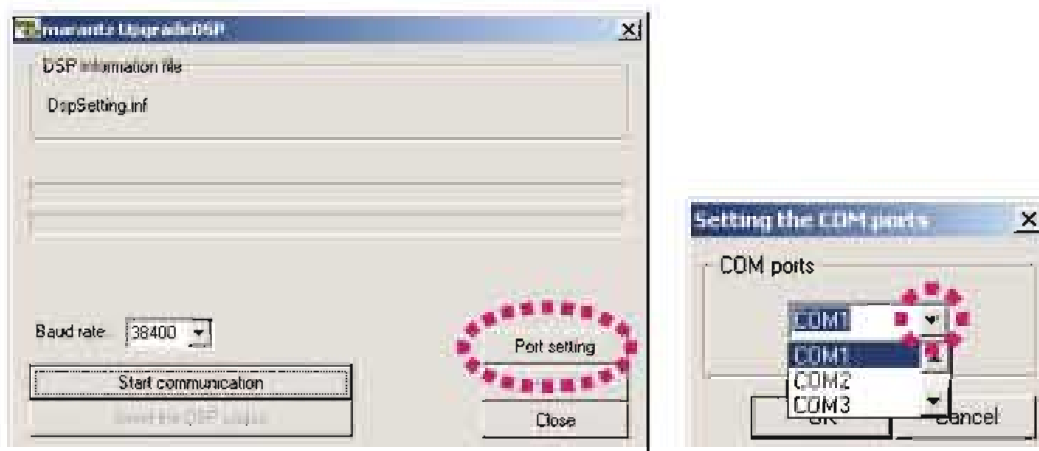 marantz UpgradeDSP
DSP information file
DspSetting.inf
Baud rate 38400
Port setting
Start communication
Close
Setting the COM ports
COM ports
COM1
COM1
COM2
COM3
OK Cancel